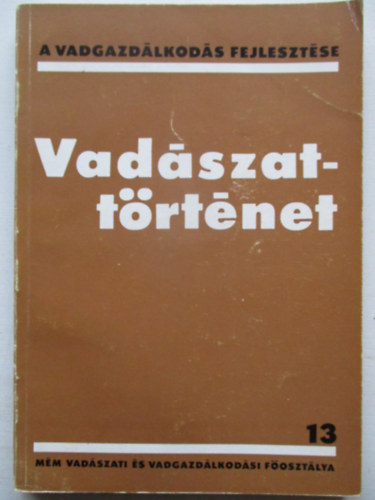 A VADGAZDÁLKODÁS FEJLESZTÉSE
Vadászat-
történet
13
MÉM VADÁSZATI ÉS VADGAZDÁLKODÁSI FŐOSZTÁLYA